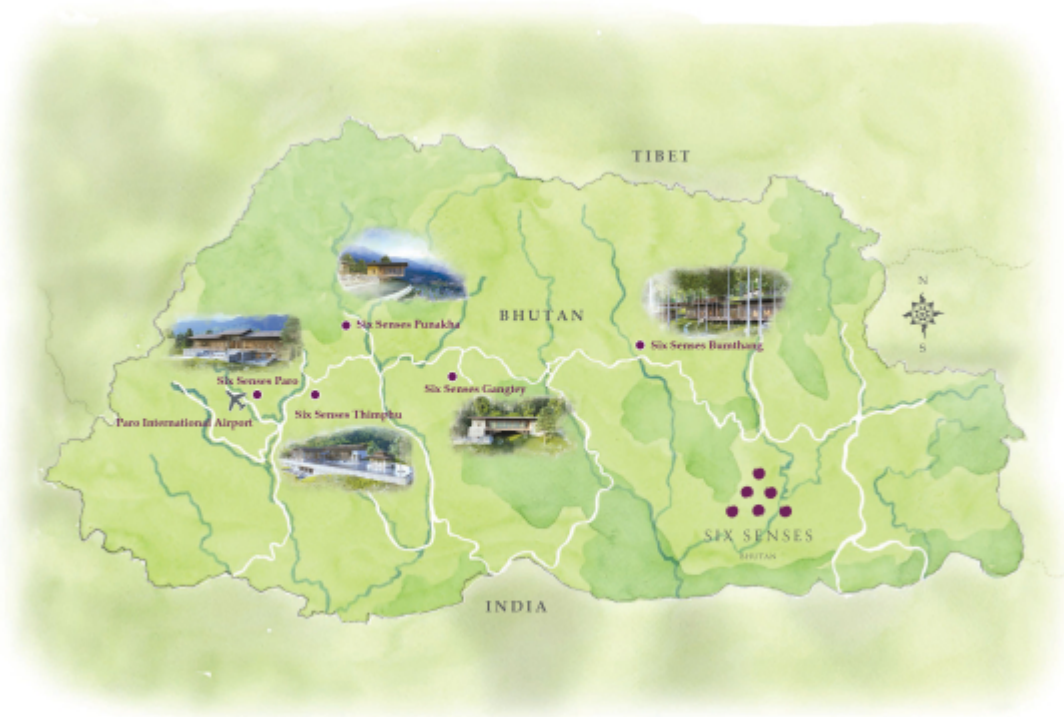 TIBET
N
S
BHUTAN
Six Senses Punakha
Six Senses Bumthang
Six Senses Paro
Six Senses Gangtey
Six Senses Thimphu
Paro International Airport
SIX SENSES
BHUTAN
INDIA